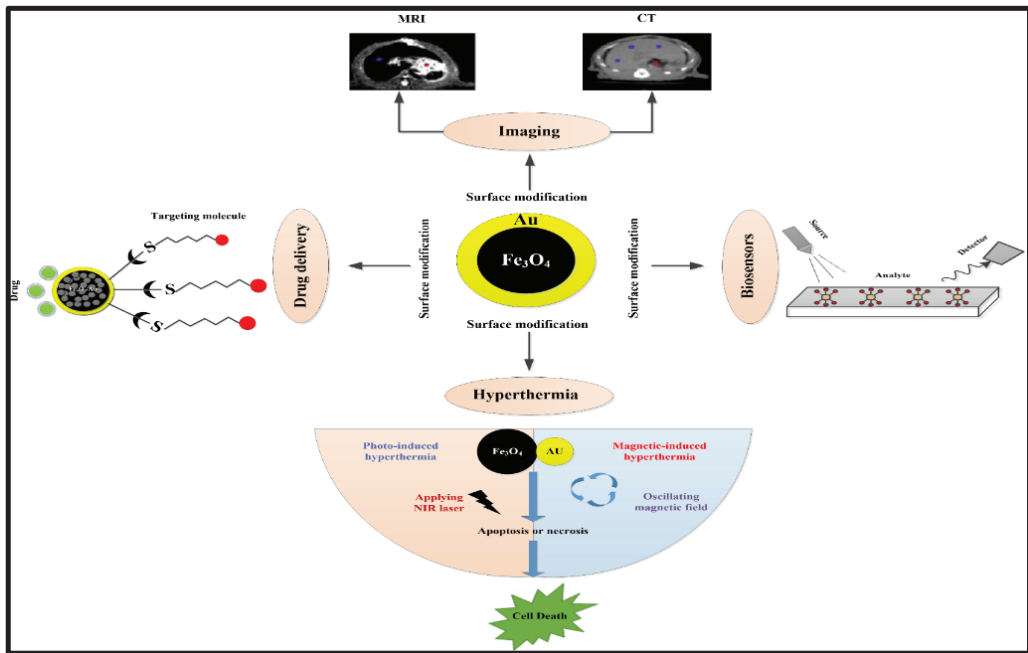 MRI
CT
Imaging
Surface modification
Au
Fe₃O₄
Surface modification
Surface modification
Surface modification
Drug delivery
Targeting molecule
S
S
S
Drug
Biosensors
Source
Detector
Analyte
Hyperthermia
Photo-induced
hyperthermia
Fe₃O₄
AU
Magnetic-induced
hyperthermia
Applying
NIR laser
Oscillating
magnetic field
Apoptosis or necrosis
Cell Death